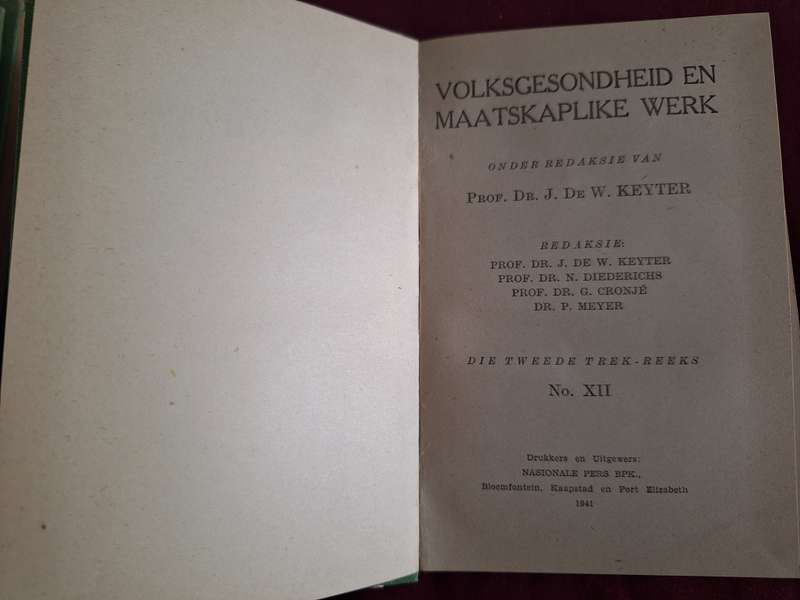 VOLKSGESONDHEID EN
MAATSKAPLIKE WERK
ONDER REDAKSIE VAN
PROF. DR. J. DE W. KEYTER
REDAKSIE:
PROF. DR. J. DE W. KEYTER
PROF. DR. N. DIEDERICHS
PROF. DR. G. CRONJÉ
DR. P. MEYER
DIE TWEEDE TREK-REEKS
No. XII
Drukkers en Uitgewers:
NASIONALE PERS BPK.,
Bloemfontein, Kaapstad en Port Elizabeth
1941